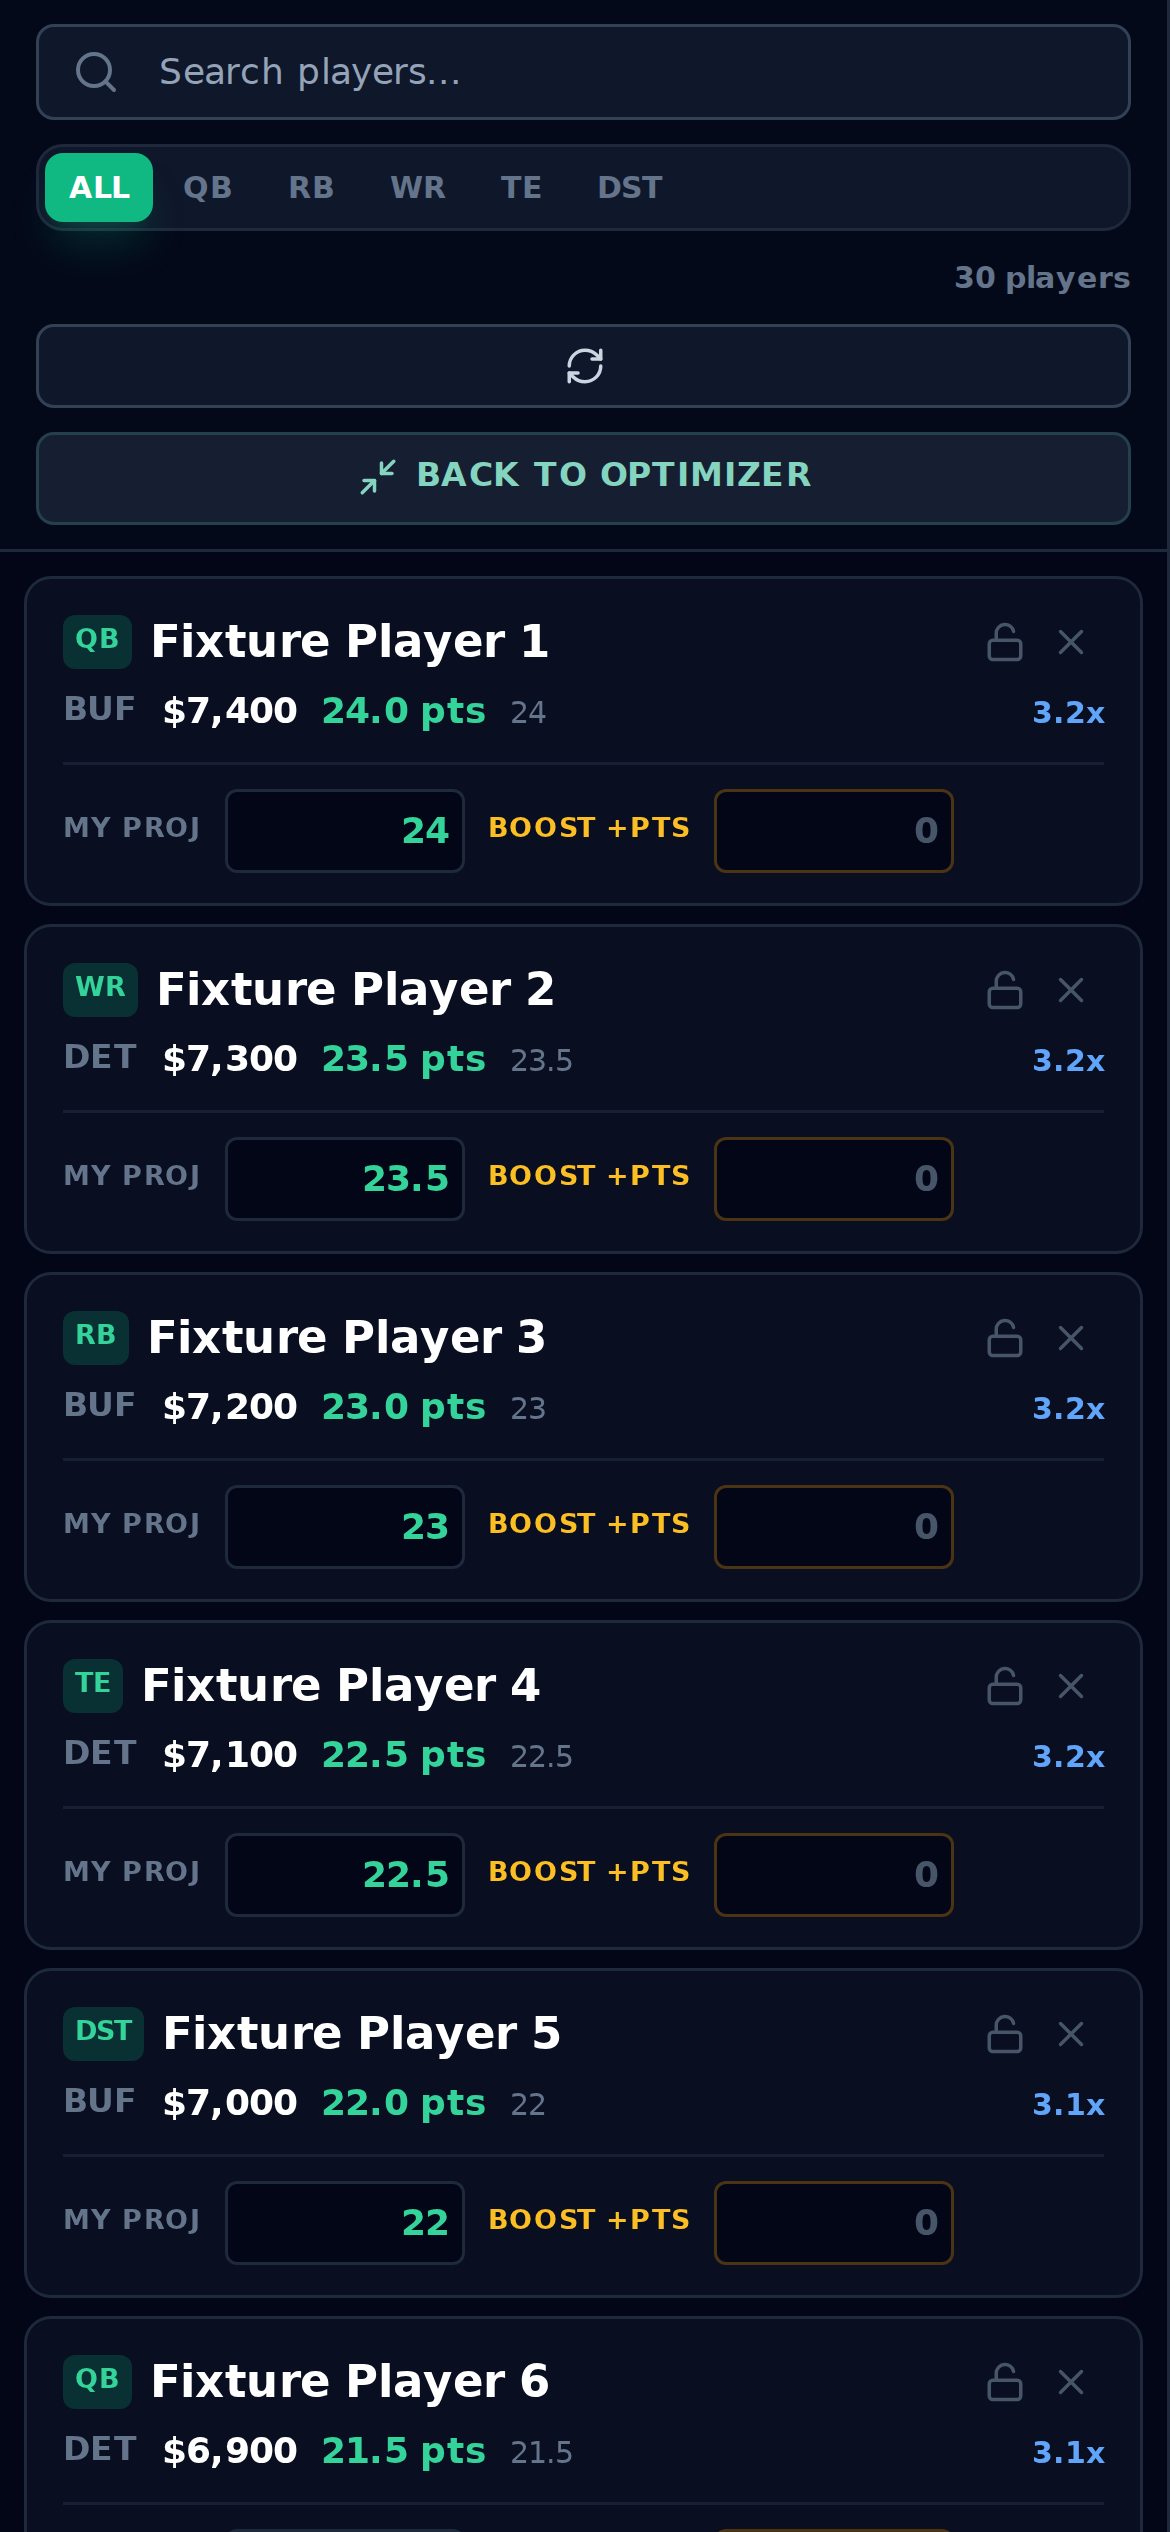 Search players...
ALL QB RB WR TE DST
30 players
BACK TO OPTIMIZER
QB Fixture Player 1
BUF $7,400 24.0 pts 24 3.2x
MY PROJ 24 BOOST +PTS 0
WR Fixture Player 2
DET $7,300 23.5 pts 23.5 3.2x
MY PROJ 23.5 BOOST +PTS 0
RB Fixture Player 3
BUF $7,200 23.0 pts 23 3.2x
MY PROJ 23 BOOST +PTS 0
TE Fixture Player 4
DET $7,100 22.5 pts 22.5 3.2x
MY PROJ 22.5 BOOST +PTS 0
DST Fixture Player 5
BUF $7,000 22.0 pts 22 3.1x
MY PROJ 22 BOOST +PTS 0
QB Fixture Player 6
DET $6,900 21.5 pts 21.5 3.1x